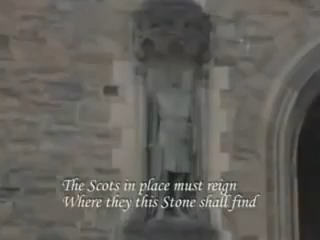 The Scots in place must reign
Where they this Stone shall find